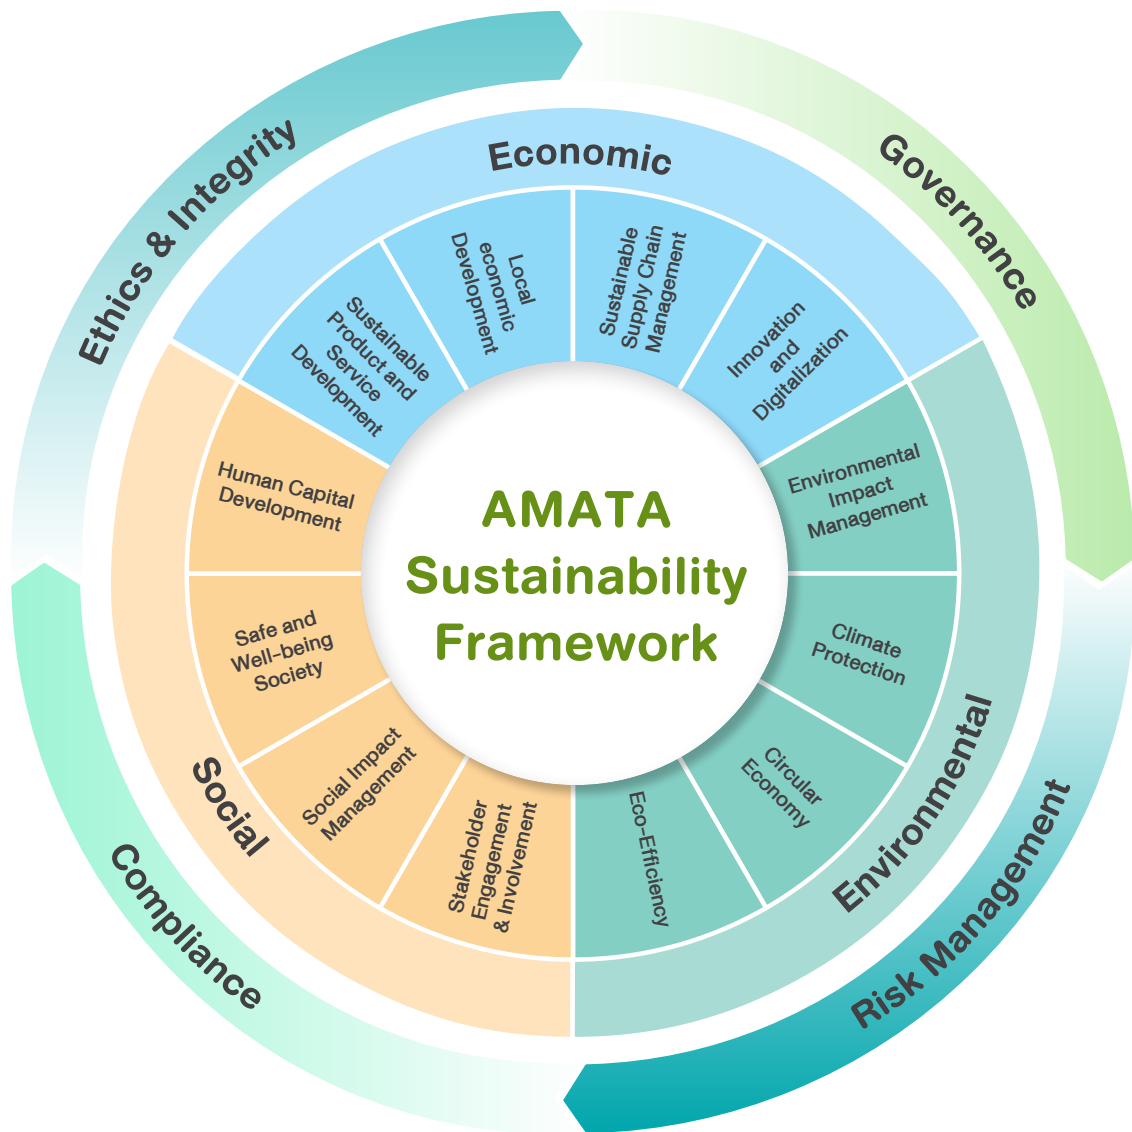 AMATA
Sustainability
Framework
Economic
Sustainable
Product and
Service
Development
Local
economic
Development
Sustainable
Supply Chain
Management
Innovation
and
Digitalization
Environmental
Environmental
Impact
Management
Climate
Protection
Circular
Economy
Eco-Efficiency
Social
Stakeholder
Engagement
& Involvement
Social Impact
Management
Safe and
Well-being
Society
Human Capital
Development
Ethics & Integrity
Governance
Risk Management
Compliance